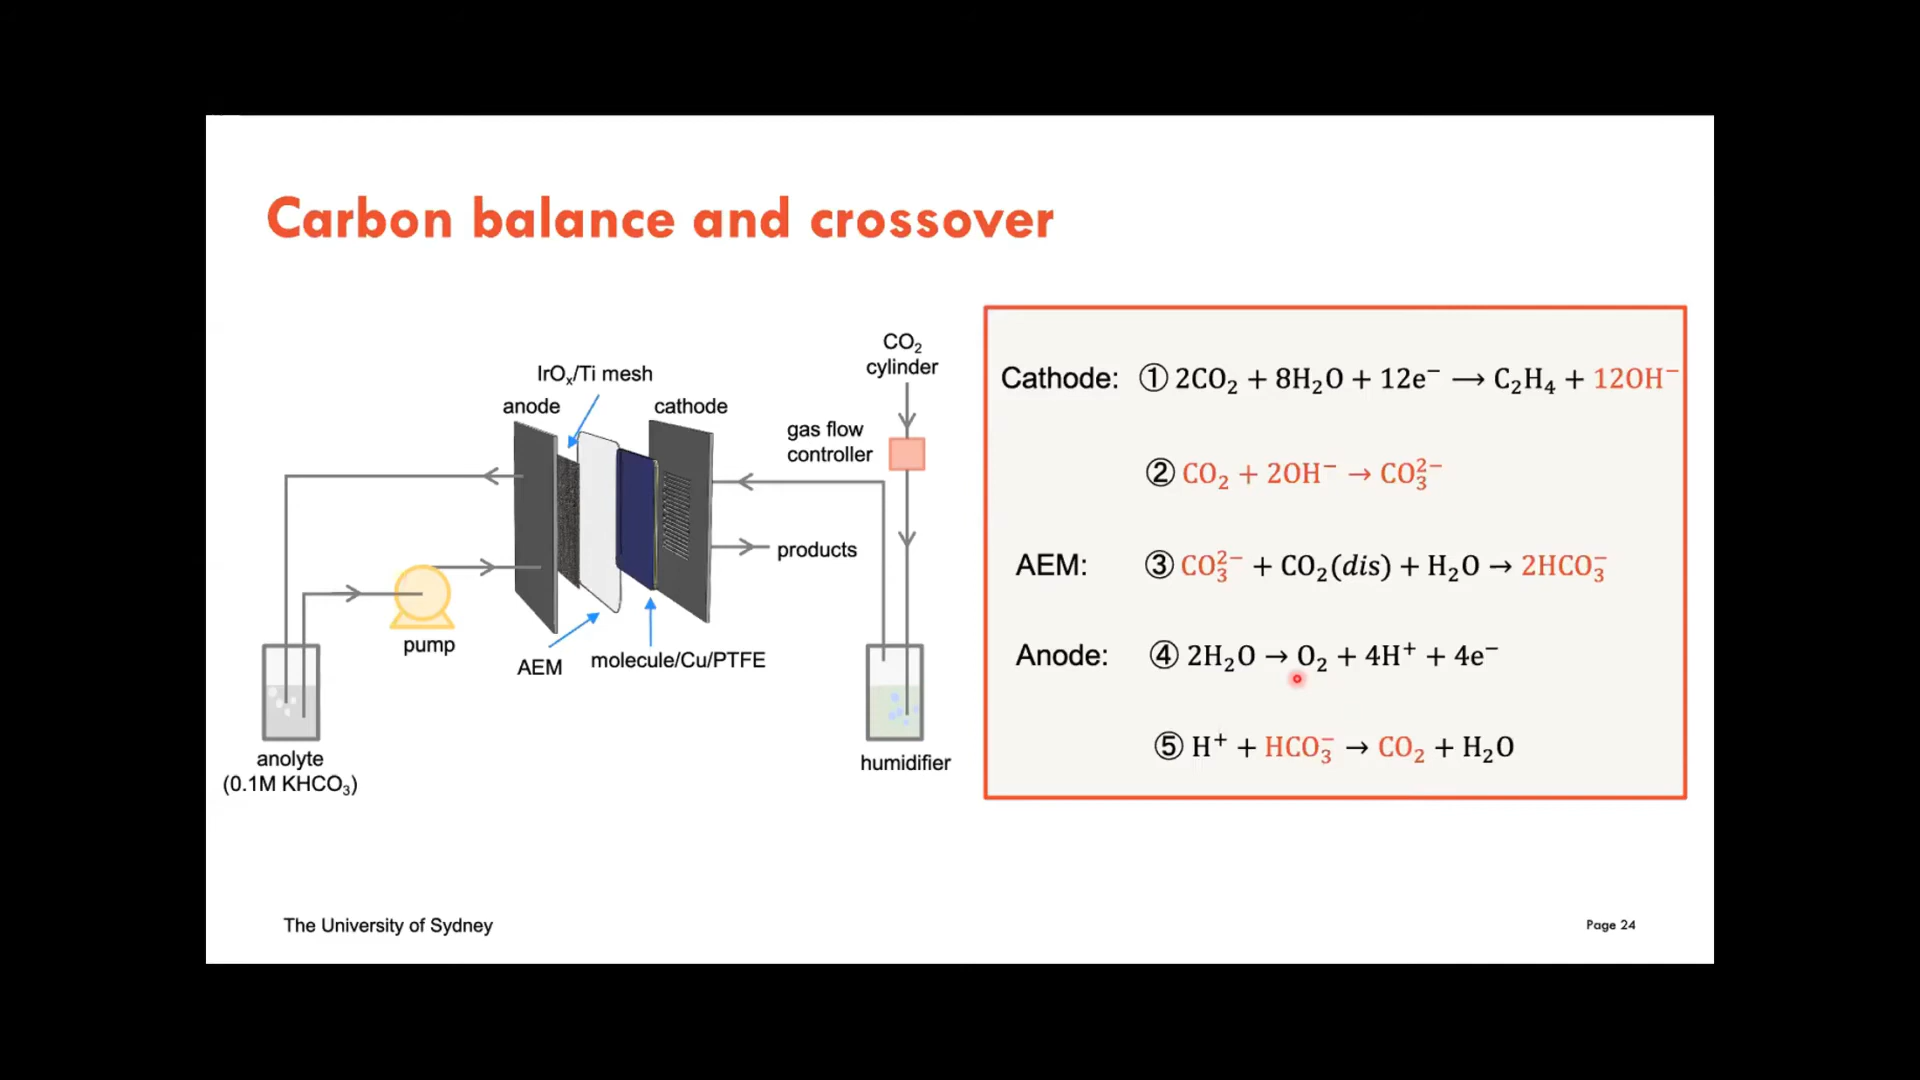 Carbon balance and crossover
CO₂
cylinder
IrOₓ/Ti mesh
anode
cathode
gas flow
controller
products
pump
AEM
molecule/Cu/PTFE
anolyte
(0.1M KHCO₃)
humidifier
Cathode: ① 2CO₂ + 8H₂O + 12e⁻ ⟶ C₂H₄ + 12OH⁻
② CO₂ + 2OH⁻ → CO₃²⁻
AEM: ③ CO₃²⁻ + CO₂(dis) + H₂O → 2HCO₃⁻
Anode: ④ 2H₂O → O₂ + 4H⁺ + 4e⁻
⑤ H⁺ + HCO₃⁻ → CO₂ + H₂O
The University of Sydney
Page 24